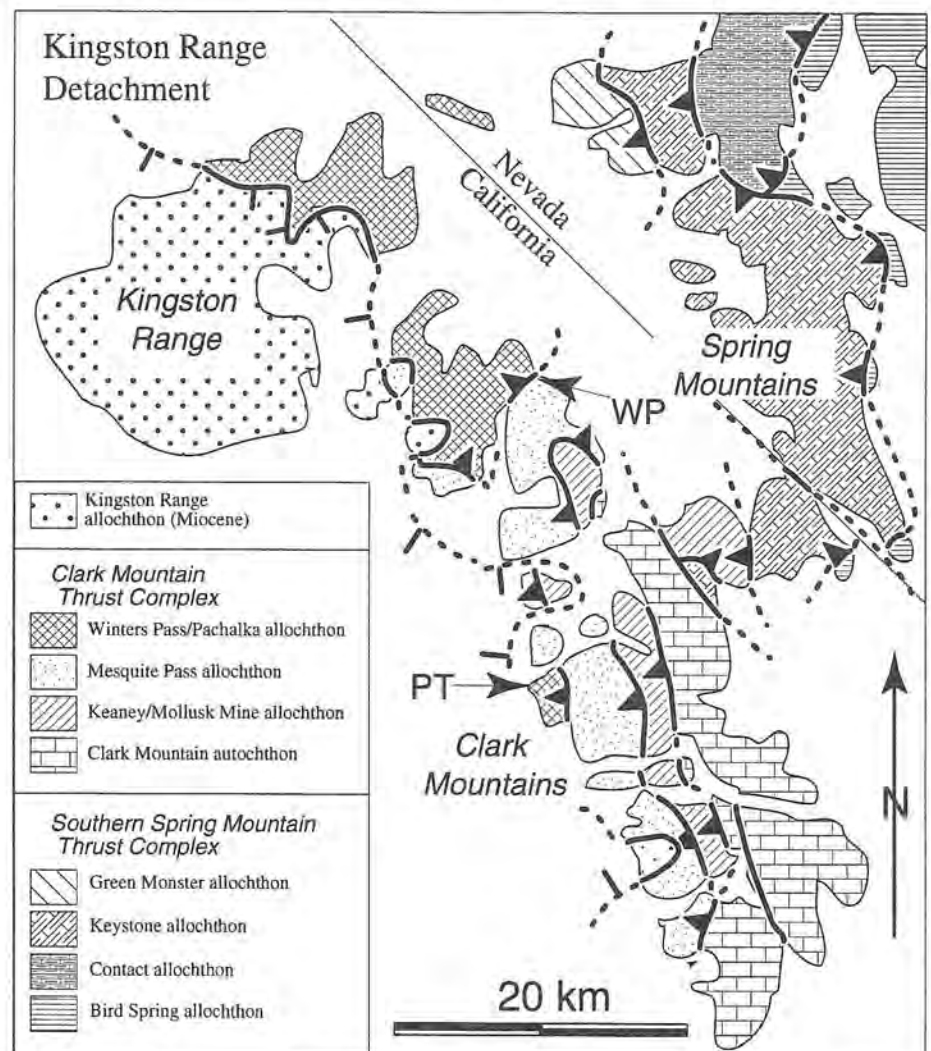 Kingston Range
Detachment
Nevada
California
Kingston
Range
Spring
Mountains
WP
PT
Clark
Mountains
N
20 km
Kingston Range
allochthon (Miocene)
Clark Mountain
Thrust Complex
Winters Pass/Pachalka allochthon
Mesquite Pass allochthon
Keaney/Mollusk Mine allochthon
Clark Mountain autochthon
Southern Spring Mountain
Thrust Complex
Green Monster allochthon
Keystone allochthon
Contact allochthon
Bird Spring allochthon